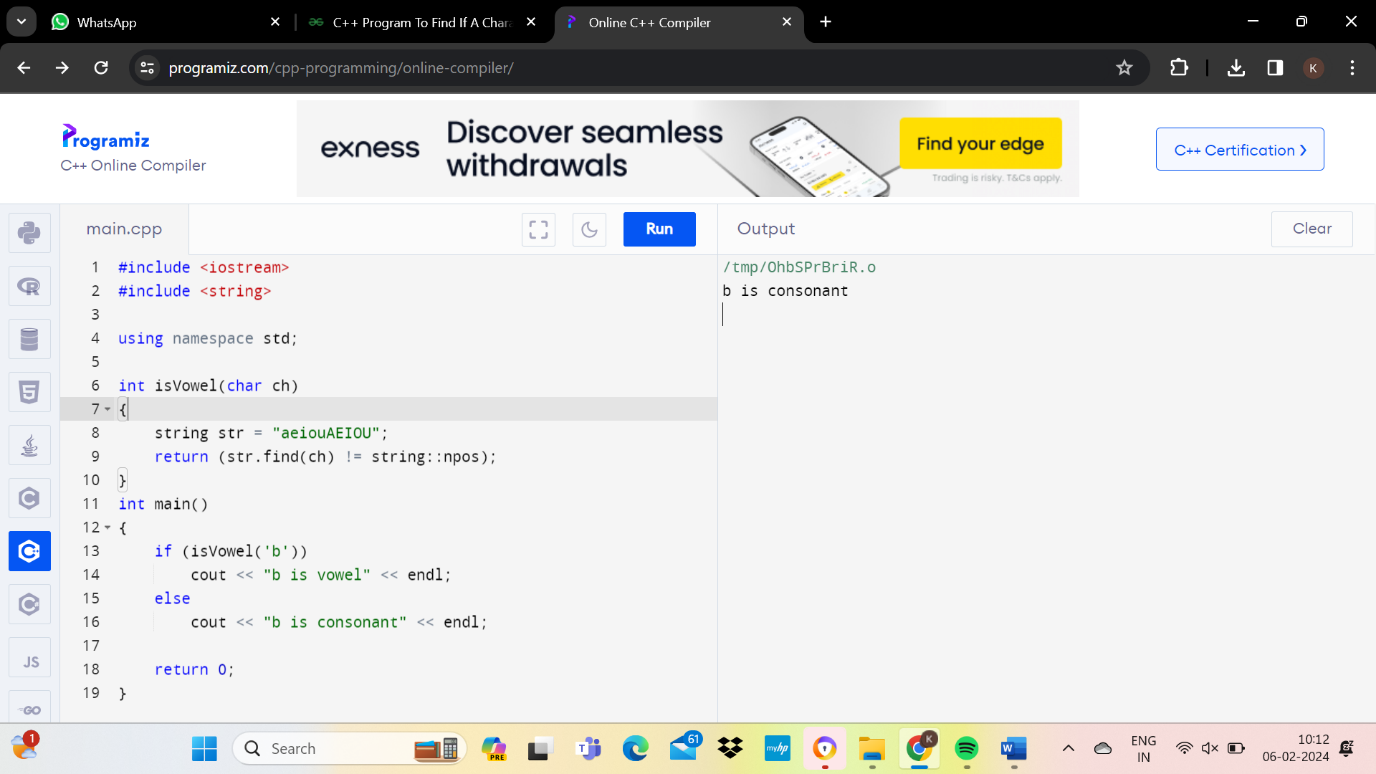 WhatsApp
C++ Program To Find If A Chara
Online C++ Compiler
programiz.com/cpp-programming/online-compiler/
K
Programiz
C++ Online Compiler
exness
Discover seamless
withdrawals
Find your edge
Trading is risky. T&Cs apply.
C++ Certification
main.cpp
Run
Output
Clear
1 #include <iostream>
2 #include <string>
3
4 using namespace std;
5
6 int isVowel(char ch)
7 {
8 string str = "aeiouAEIOU";
9 return (str.find(ch) != string::npos);
10 }
11 int main()
12 {
13 if (isVowel('b'))
14 cout << "b is vowel" << endl;
15 else
16 cout << "b is consonant" << endl;
17
18 return 0;
19 }
/tmp/OhbSPrBriR.o
b is consonant
R
5
JS
GO
1
Search
PRE
61
myhp
K
W
ENG
IN
10:12
06-02-2024